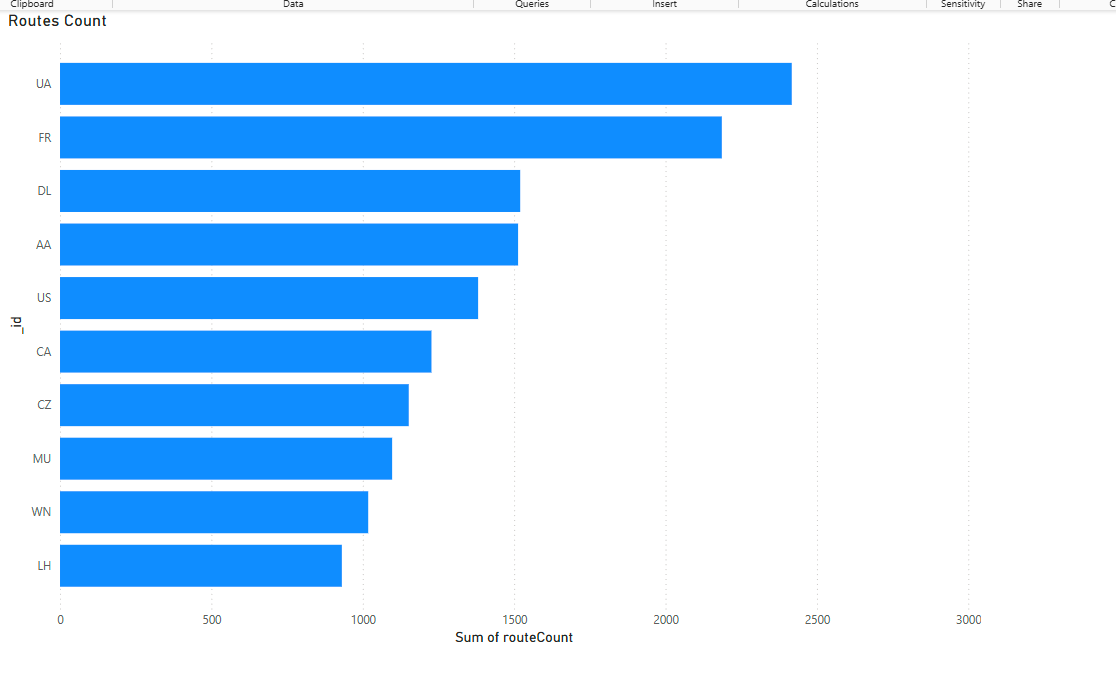 Clipboard Data Queries Insert Calculations Sensitivity Share
Routes Count
_id
UA
FR
DL
AA
US
CA
CZ
MU
WN
LH
0 500 1000 1500 2000 2500 3000
Sum of routeCount